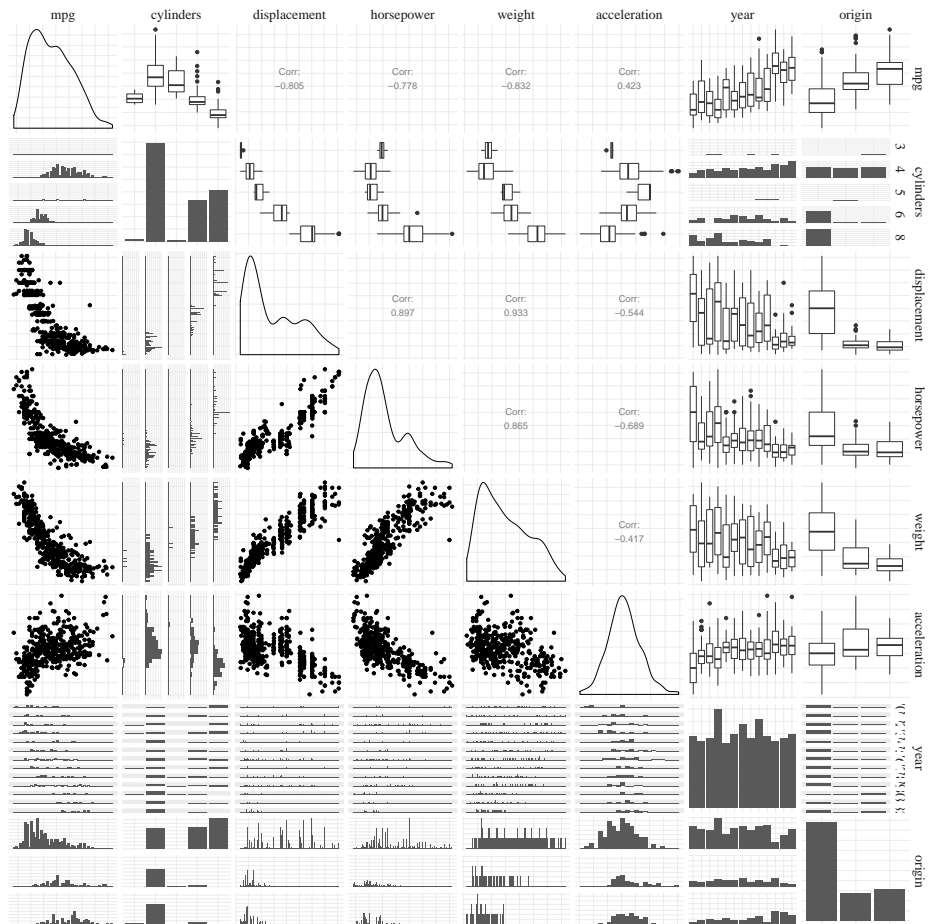 mpg cylinders displacement horsepower weight acceleration year origin
Corr:
−0.805
Corr:
−0.778
Corr:
−0.832
Corr:
0.423
mpg
3
4
5
6
8
cylinders
Corr:
0.897
Corr:
0.933
Corr:
−0.544
displacement
Corr:
0.865
Corr:
−0.689
horsepower
Corr:
−0.417
weight
acceleration
year
origin